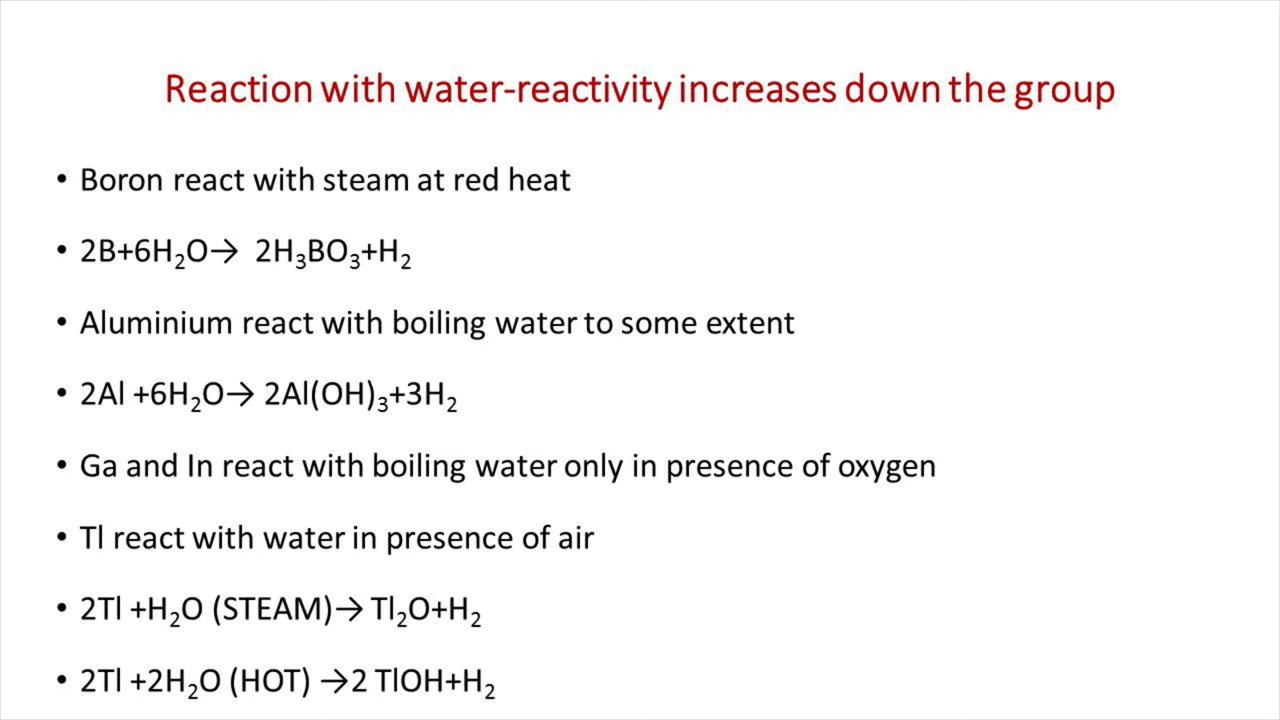 Reaction with water-reactivity increases down the group
• Boron react with steam at red heat
• 2B+6H₂O→ 2H₃BO₃+H₂
• Aluminium react with boiling water to some extent
• 2Al +6H₂O→ 2Al(OH)₃+3H₂
• Ga and In react with boiling water only in presence of oxygen
• Tl react with water in presence of air
• 2Tl +H₂O (STEAM)→ Tl₂O+H₂
• 2Tl +2H₂O (HOT) →2 TlOH+H₂